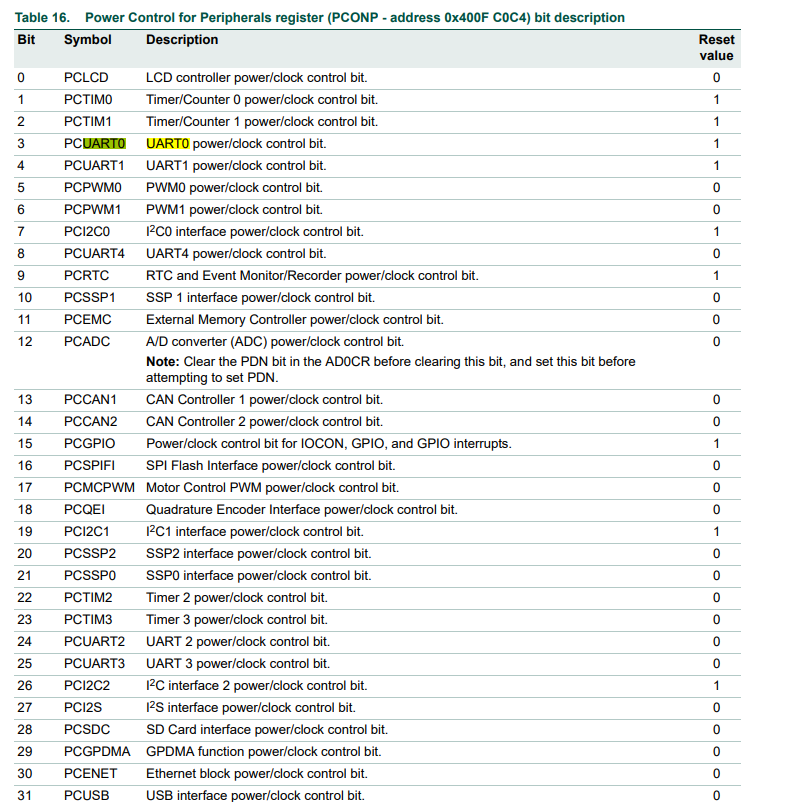 Table 16. Power Control for Peripherals register (PCONP - address 0x400F C0C4) bit description
Bit Symbol Description Reset
value
0 PCLCD LCD controller power/clock control bit. 0
1 PCTIM0 Timer/Counter 0 power/clock control bit. 1
2 PCTIM1 Timer/Counter 1 power/clock control bit. 1
3 PCUART0 UART0 power/clock control bit. 1
4 PCUART1 UART1 power/clock control bit. 1
5 PCPWM0 PWM0 power/clock control bit. 0
6 PCPWM1 PWM1 power/clock control bit. 0
7 PCI2C0 I²C0 interface power/clock control bit. 1
8 PCUART4 UART4 power/clock control bit. 0
9 PCRTC RTC and Event Monitor/Recorder power/clock control bit. 1
10 PCSSP1 SSP 1 interface power/clock control bit. 0
11 PCEMC External Memory Controller power/clock control bit. 0
12 PCADC A/D converter (ADC) power/clock control bit. 0
Note: Clear the PDN bit in the AD0CR before clearing this bit, and set this bit before
attempting to set PDN.
13 PCCAN1 CAN Controller 1 power/clock control bit. 0
14 PCCAN2 CAN Controller 2 power/clock control bit. 0
15 PCGPIO Power/clock control bit for IOCON, GPIO, and GPIO interrupts. 1
16 PCSPIFI SPI Flash Interface power/clock control bit. 0
17 PCMCPWM Motor Control PWM power/clock control bit. 0
18 PCQEI Quadrature Encoder Interface power/clock control bit. 0
19 PCI2C1 I²C1 interface power/clock control bit. 1
20 PCSSP2 SSP2 interface power/clock control bit. 0
21 PCSSP0 SSP0 interface power/clock control bit. 0
22 PCTIM2 Timer 2 power/clock control bit. 0
23 PCTIM3 Timer 3 power/clock control bit. 0
24 PCUART2 UART 2 power/clock control bit. 0
25 PCUART3 UART 3 power/clock control bit. 0
26 PCI2C2 I²C interface 2 power/clock control bit. 1
27 PCI2S I²S interface power/clock control bit. 0
28 PCSDC SD Card interface power/clock control bit. 0
29 PCGPDMA GPDMA function power/clock control bit. 0
30 PCENET Ethernet block power/clock control bit. 0
31 PCUSB USB interface power/clock control bit. 0